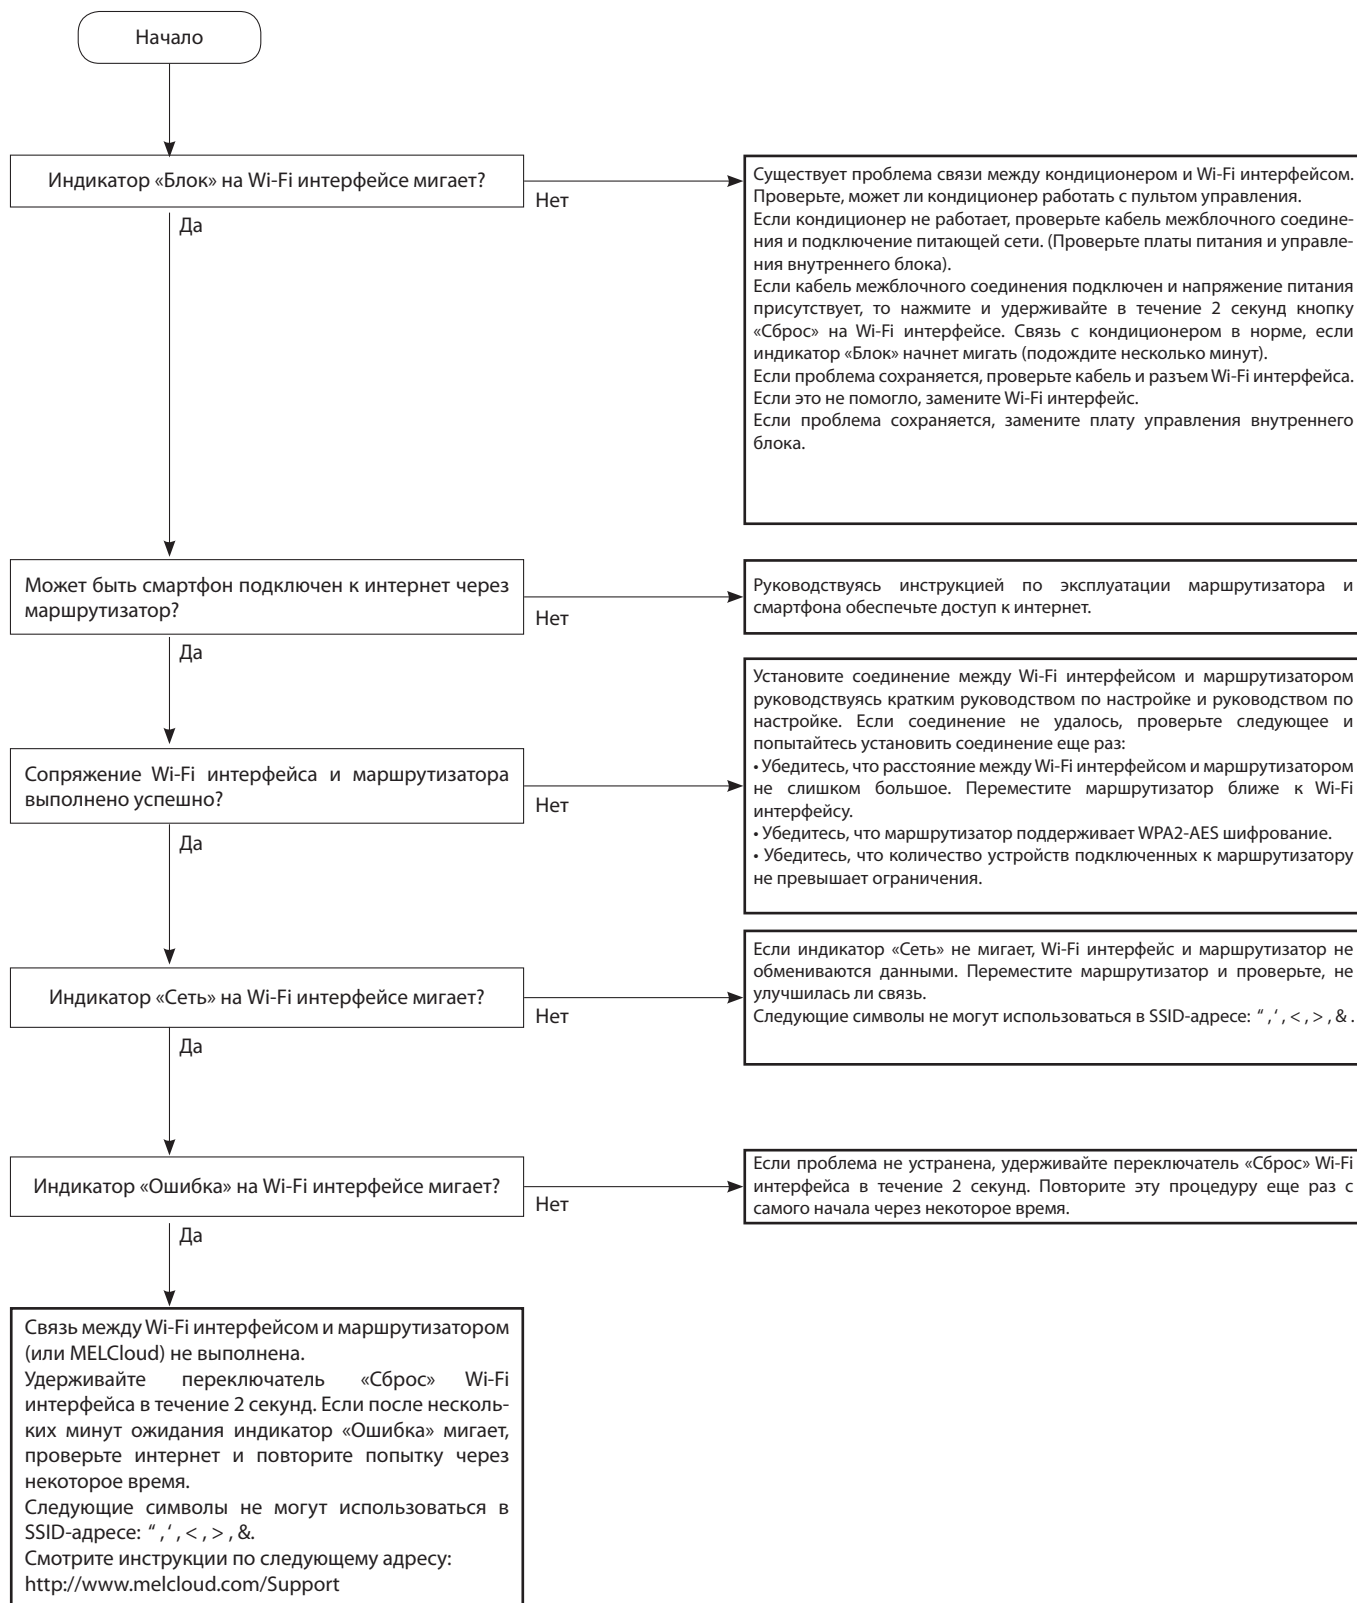 Начало
Индикатор «Блок» на Wi-Fi интерфейсе мигает?
Нет
Да
Существует проблема связи между кондиционером и Wi-Fi интерфейсом.
Проверьте, может ли кондиционер работать с пультом управления.
Если кондиционер не работает, проверьте кабель межблочного соедине-
ния и подключение питающей сети. (Проверьте платы питания и управле-
ния внутреннего блока).
Если кабель межблочного соединения подключен и напряжение питания
присутствует, то нажмите и удерживайте в течение 2 секунд кнопку
«Сброс» на Wi-Fi интерфейсе. Связь с кондиционером в норме, если
индикатор «Блок» начнет мигать (подождите несколько минут).
Если проблема сохраняется, проверьте кабель и разъем Wi-Fi интерфейса.
Если это не помогло, замените Wi-Fi интерфейс.
Если проблема сохраняется, замените плату управления внутреннего
блока.
Может быть смартфон подключен к интернет через
маршрутизатор?
Нет
Да
Руководствуясь инструкцией по эксплуатации маршрутизатора и
смартфона обеспечьте доступ к интернет.
Сопряжение Wi-Fi интерфейса и маршрутизатора
выполнено успешно?
Нет
Да
Установите соединение между Wi-Fi интерфейсом и маршрутизатором
руководствуясь кратким руководством по настройке и руководством по
настройке. Если соединение не удалось, проверьте следующее и
попытайтесь установить соединение еще раз:
• Убедитесь, что расстояние между Wi-Fi интерфейсом и маршрутизатором
не слишком большое. Переместите маршрутизатор ближе к Wi-Fi
интерфейсу.
• Убедитесь, что маршрутизатор поддерживает WPA2-AES шифрование.
• Убедитесь, что количество устройств подключенных к маршрутизатору
не превышает ограничения.
Индикатор «Сеть» на Wi-Fi интерфейсе мигает?
Нет
Да
Если индикатор «Сеть» не мигает, Wi-Fi интерфейс и маршрутизатор не
обмениваются данными. Переместите маршрутизатор и проверьте, не
улучшилась ли связь.
Следующие символы не могут использоваться в SSID-адресе: “ , ‘ , < , > , & .
Индикатор «Ошибка» на Wi-Fi интерфейсе мигает?
Нет
Да
Если проблема не устранена, удерживайте переключатель «Сброс» Wi-Fi
интерфейса в течение 2 секунд. Повторите эту процедуру еще раз с
самого начала через некоторое время.
Связь между Wi-Fi интерфейсом и маршрутизатором
(или MELCloud) не выполнена.
Удерживайте переключатель «Сброс» Wi-Fi
интерфейса в течение 2 секунд. Если после несколь-
ких минут ожидания индикатор «Ошибка» мигает,
проверьте интернет и повторите попытку через
некоторое время.
Следующие символы не могут использоваться в
SSID-адресе: “ , ‘ , < , > , &.
Смотрите инструкции по следующему адресу:
http://www.melcloud.com/Support